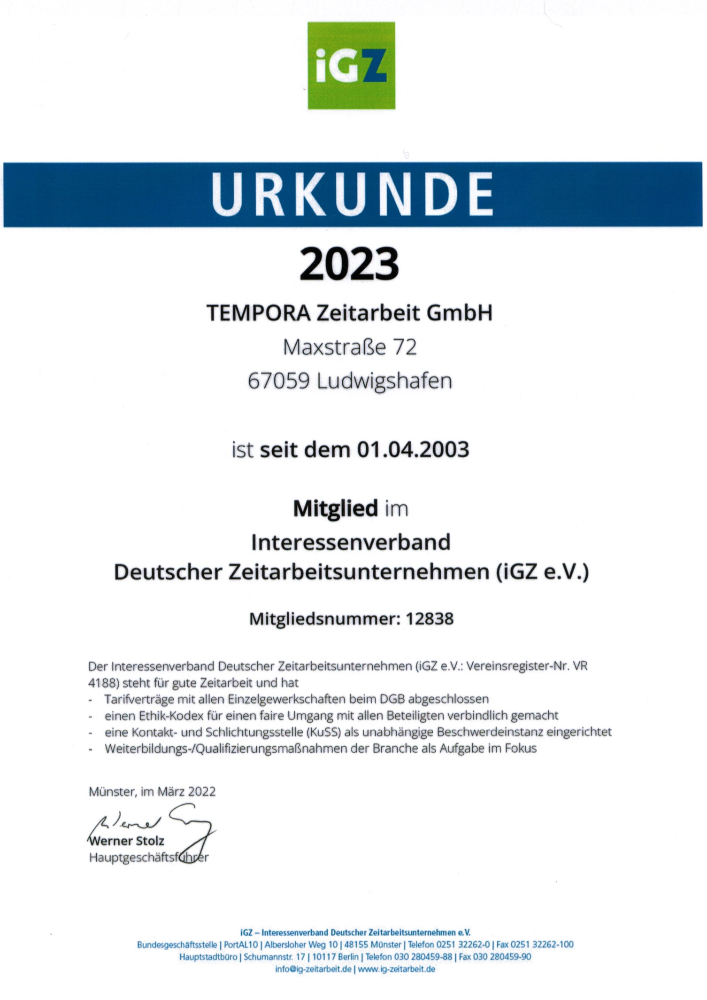 iGZ
URKUNDE
2023
TEMPORA Zeitarbeit GmbH
Maxstraße 72
67059 Ludwigshafen
ist seit dem 01.04.2003
Mitglied im
Interessenverband
Deutscher Zeitarbeitsunternehmen (iGZ e.V.)
Mitgliedsnummer: 12838
Der Interessenverband Deutscher Zeitarbeitsunternehmen (iGZ e.V.: Vereinsregister-Nr. VR
4188) steht für gute Zeitarbeit und hat
- Tarifverträge mit allen Einzelgewerkschaften beim DGB abgeschlossen
- einen Ethik-Kodex für einen faire Umgang mit allen Beteiligten verbindlich gemacht
- eine Kontakt- und Schlichtungsstelle (KuSS) als unabhängige Beschwerdeinstanz eingerichtet
- Weiterbildungs-/Qualifizierungsmaßnahmen der Branche als Aufgabe im Fokus
Münster, im März 2022
Werner Stolz
Hauptgeschäftsführer
iGZ – Interessenverband Deutscher Zeitarbeitsunternehmen e.V.
Bundesgeschäftsstelle | PortAL10 | Albersloher Weg 10 | 48155 Münster | Telefon 0251 32262-0 | Fax 0251 32262-100
Hauptstadtbüro | Schumannstr. 17 | 10117 Berlin | Telefon 030 280459-88 | Fax 030 280459-90
info@ig-zeitarbeit.de | www.ig-zeitarbeit.de